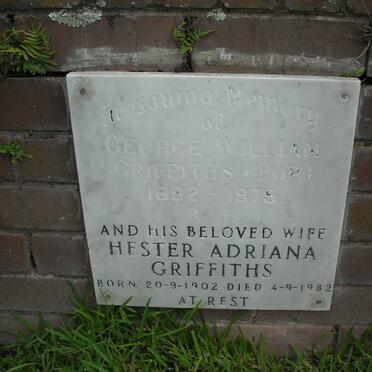 In Loving Memory
of
GEORGE WILLIAM
GRIFFITHS (POP)
1892 - 1975.
R.I.P.
AND HIS BELOVED WIFE
HESTER ADRIANA
GRIFFITHS
BORN 20-9-1902 DIED 4-9-1982
AT REST